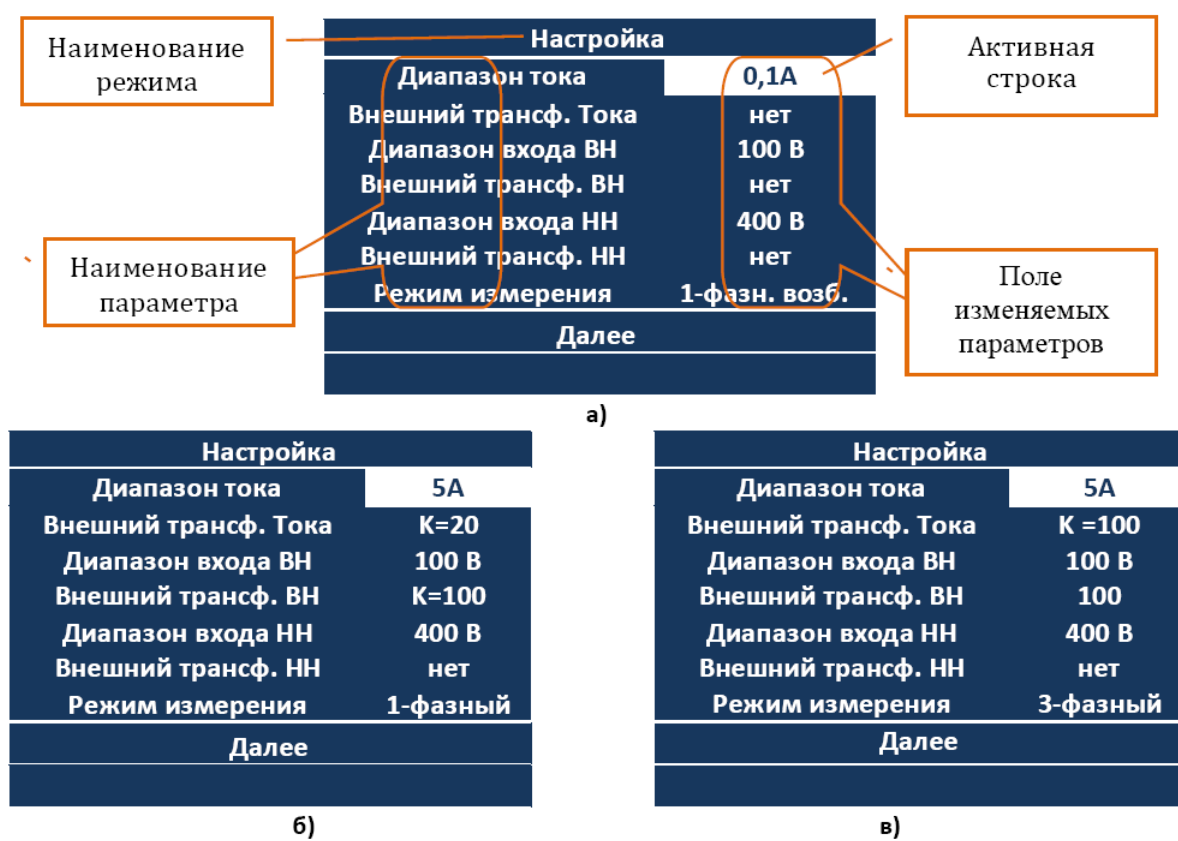 Наименование
режима
Настройка
Активная
строка
Диапазон тока 0,1А
Внешний трансф. Тока нет
Диапазон входа ВН 100 В
Внешний трансф. ВН нет
Диапазон входа НН 400 В
Внешний трансф. НН нет
Режим измерения 1-фазн. возб.
Далее
Наименование
параметра
Поле
изменяемых
параметров
а)
Настройка
Диапазон тока 5А
Внешний трансф. Тока К=20
Диапазон входа ВН 100 В
Внешний трансф. ВН К=100
Диапазон входа НН 400 В
Внешний трансф. НН нет
Режим измерения 1-фазный
Далее
б)
Настройка
Диапазон тока 5А
Внешний трансф. Тока К =100
Диапазон входа ВН 100 В
Внешний трансф. ВН 100
Диапазон входа НН 400 В
Внешний трансф. НН нет
Режим измерения 3-фазный
Далее
в)